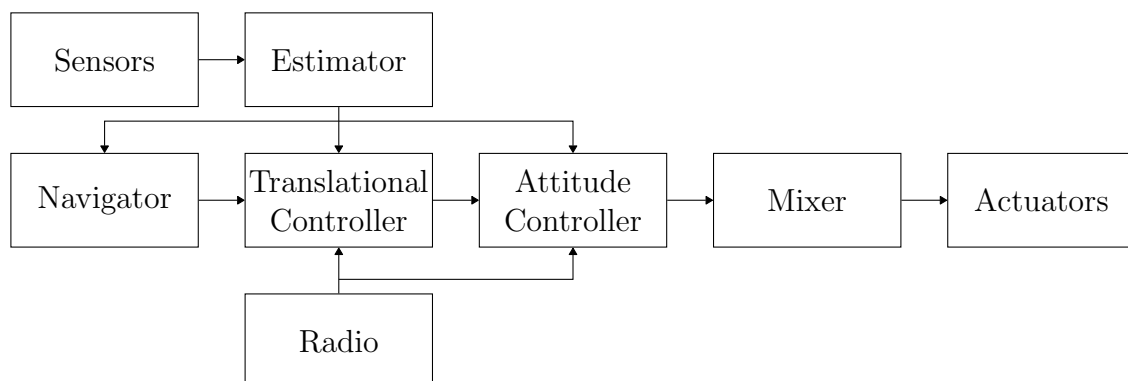 Sensors
Estimator
Navigator
Translational
Controller
Attitude
Controller
Mixer
Actuators
Radio